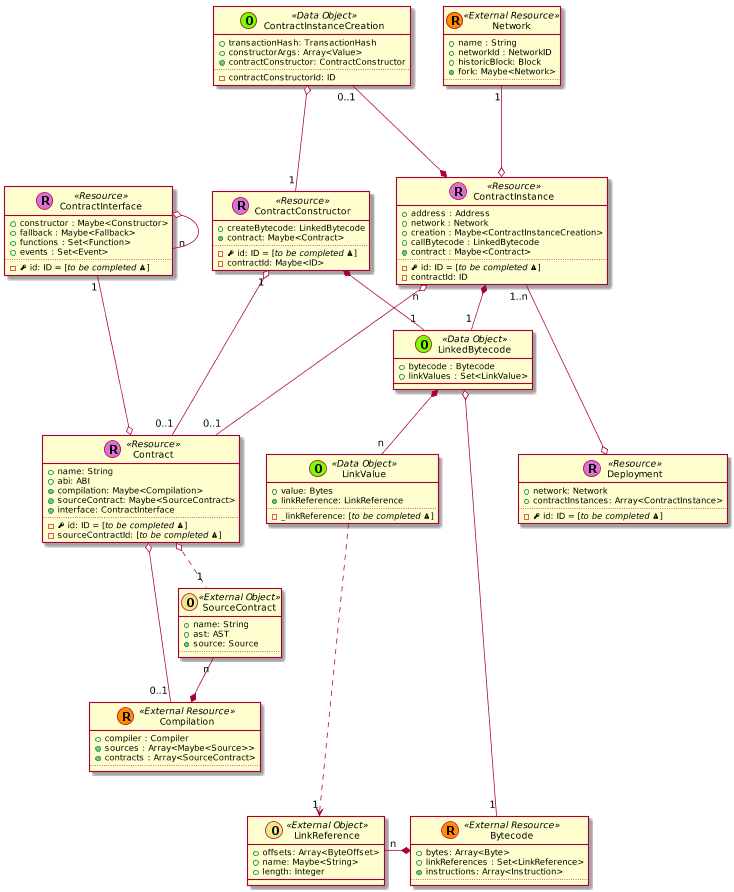 O «Data Object»
ContractInstanceCreation
transactionHash: TransactionHash
constructorArgs: Array<Value>
contractConstructor: ContractConstructor
contractConstructorId: ID
R «External Resource»
Network
name : String
networkId : NetworkID
historicBlock: Block
fork: Maybe<Network>
0..1
1
1
R «Resource»
ContractInterface
constructor : Maybe<Constructor>
fallback : Maybe<Fallback>
functions : Set<Function>
events : Set<Event>
id: ID = [to be completed ]
n
R «Resource»
ContractConstructor
createBytecode: LinkedBytecode
contract: Maybe<Contract>
id: ID = [to be completed ]
contractId: Maybe<ID>
R «Resource»
ContractInstance
address : Address
network : Network
creation : Maybe<ContractInstanceCreation>
callBytecode : LinkedBytecode
contract : Maybe<Contract>
id: ID = [to be completed ]
contractId: ID
1
1
n
1..n
1
1
O «Data Object»
LinkedBytecode
bytecode : Bytecode
linkValues : Set<LinkValue>
0..1
0..1
n
R «Resource»
Contract
name: String
abi: ABI
compilation: Maybe<Compilation>
sourceContract: Maybe<SourceContract>
interface: ContractInterface
id: ID = [to be completed ]
sourceContractId: [to be completed ]
O «Data Object»
LinkValue
value: Bytes
linkReference: LinkReference
_linkReference: [to be completed ]
R «Resource»
Deployment
network: Network
contractInstances: Array<ContractInstance>
id: ID = [to be completed ]
1
O «External Object»
SourceContract
name: String
ast: AST
source: Source
n
0..1
R «External Resource»
Compilation
compiler : Compiler
sources : Array<Maybe<Source>>
contracts : Array<SourceContract>
1
1
O «External Object»
LinkReference
offsets: Array<ByteOffset>
name: Maybe<String>
length: Integer
n
R «External Resource»
Bytecode
bytes: Array<Byte>
linkReferences : Set<LinkReference>
instructions: Array<Instruction>